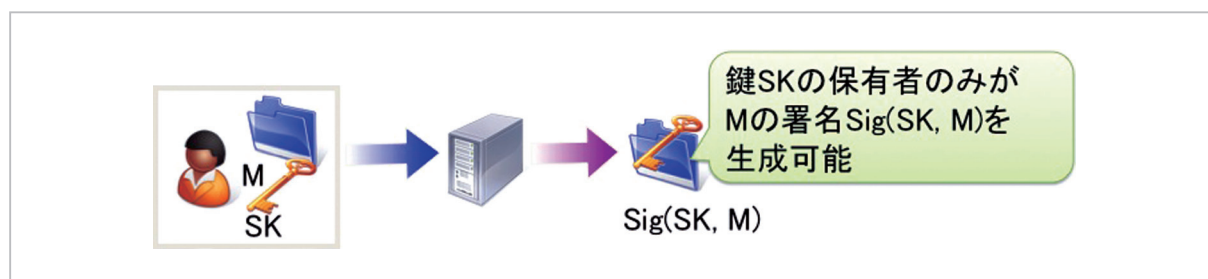 M
SK
Sig(SK, M)
鍵SKの保有者のみが
Mの署名Sig(SK, M)を
生成可能